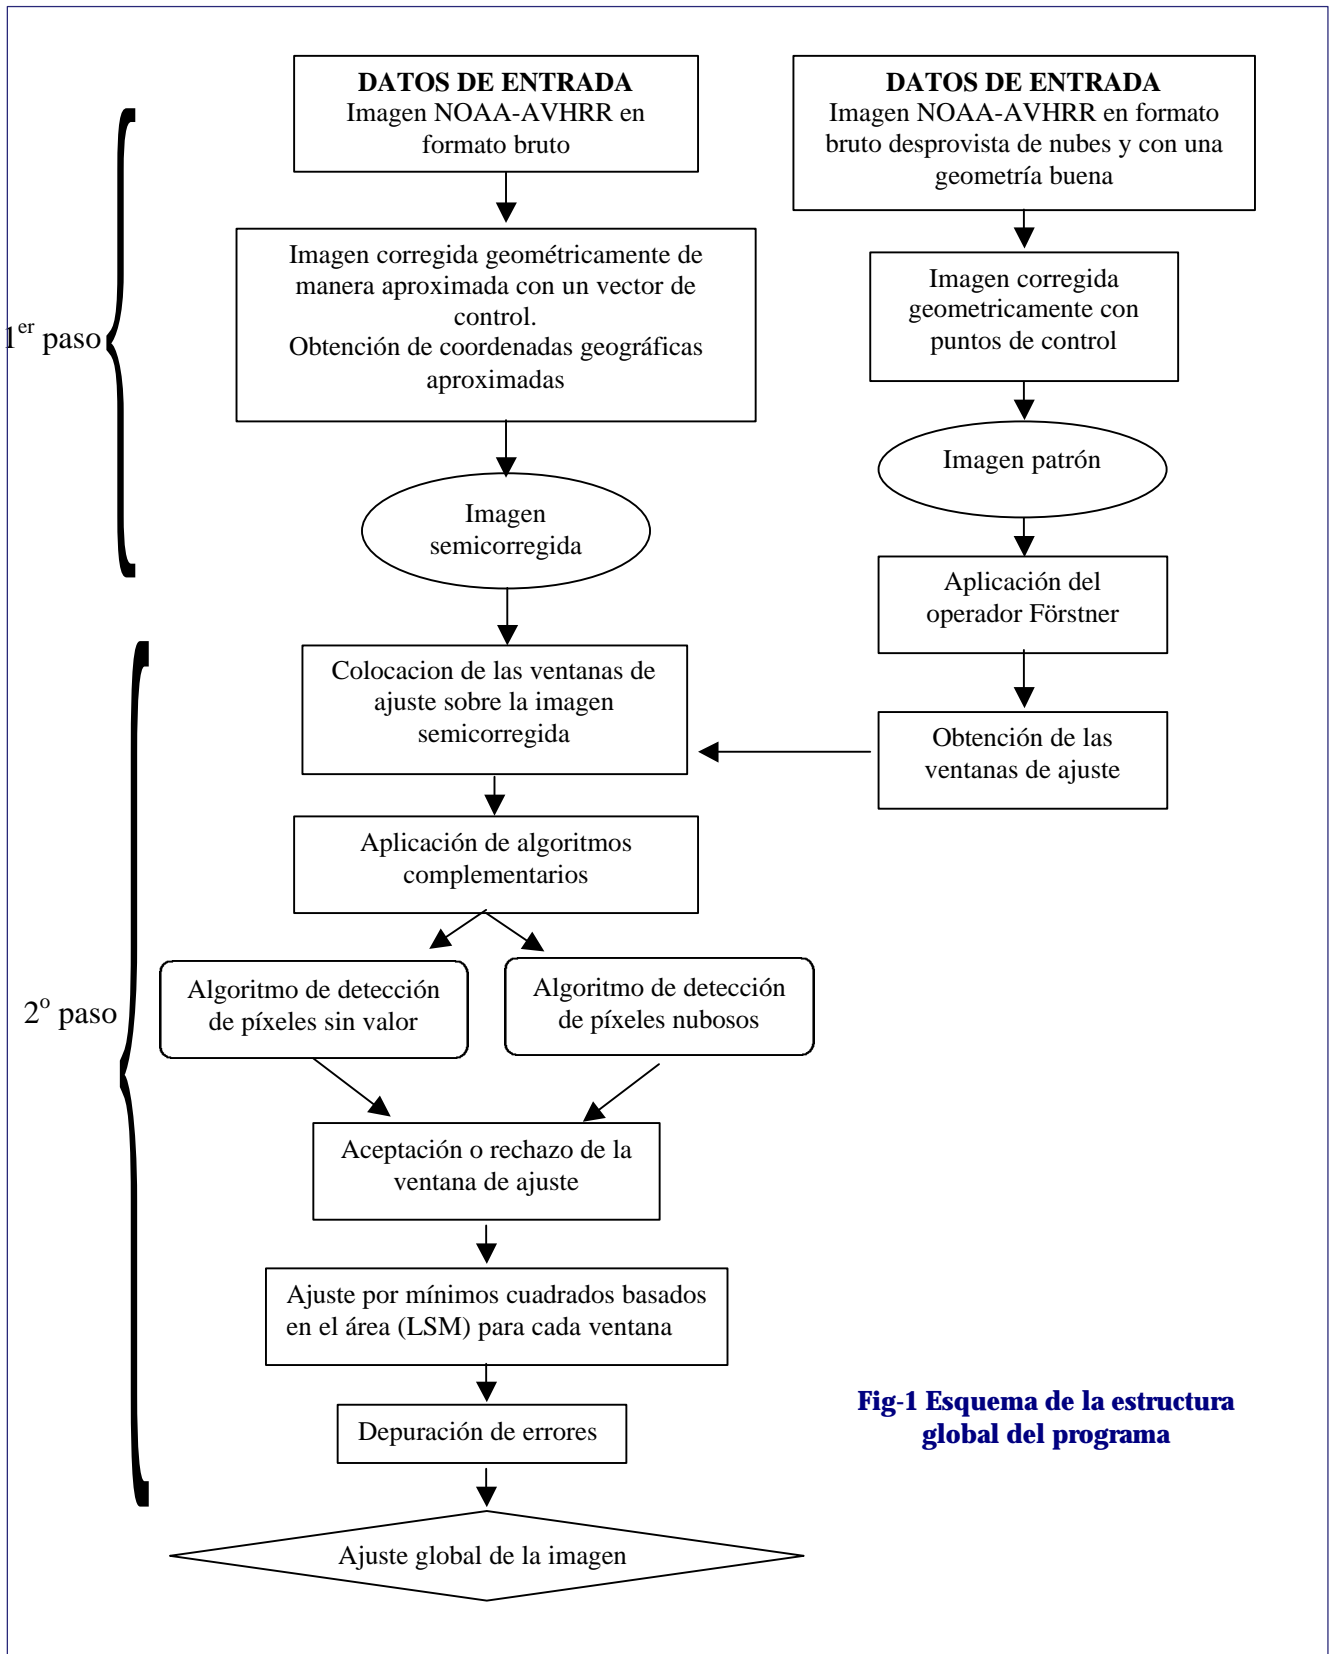 DATOS DE ENTRADA
Imagen NOAA-AVHRR en
formato bruto
DATOS DE ENTRADA
Imagen NOAA-AVHRR en formato
bruto desprovista de nubes y con una
geometría buena
1er paso
Imagen corregida geométricamente de
manera aproximada con un vector de
control.
Obtención de coordenadas geográficas
aproximadas
Imagen corregida
geometricamente con
puntos de control
Imagen patrón
Imagen
semicorregida
Aplicación del
operador Förstner
Colocacion de las ventanas de
ajuste sobre la imagen
semicorregida
Obtención de las
ventanas de ajuste
Aplicación de algoritmos
complementarios
2º paso
Algoritmo de detección
de píxeles sin valor
Algoritmo de detección
de píxeles nubosos
Aceptación o rechazo de la
ventana de ajuste
Ajuste por mínimos cuadrados basados
en el área (LSM) para cada ventana
Depuración de errores
Ajuste global de la imagen
Fig-1 Esquema de la estructura
global del programa